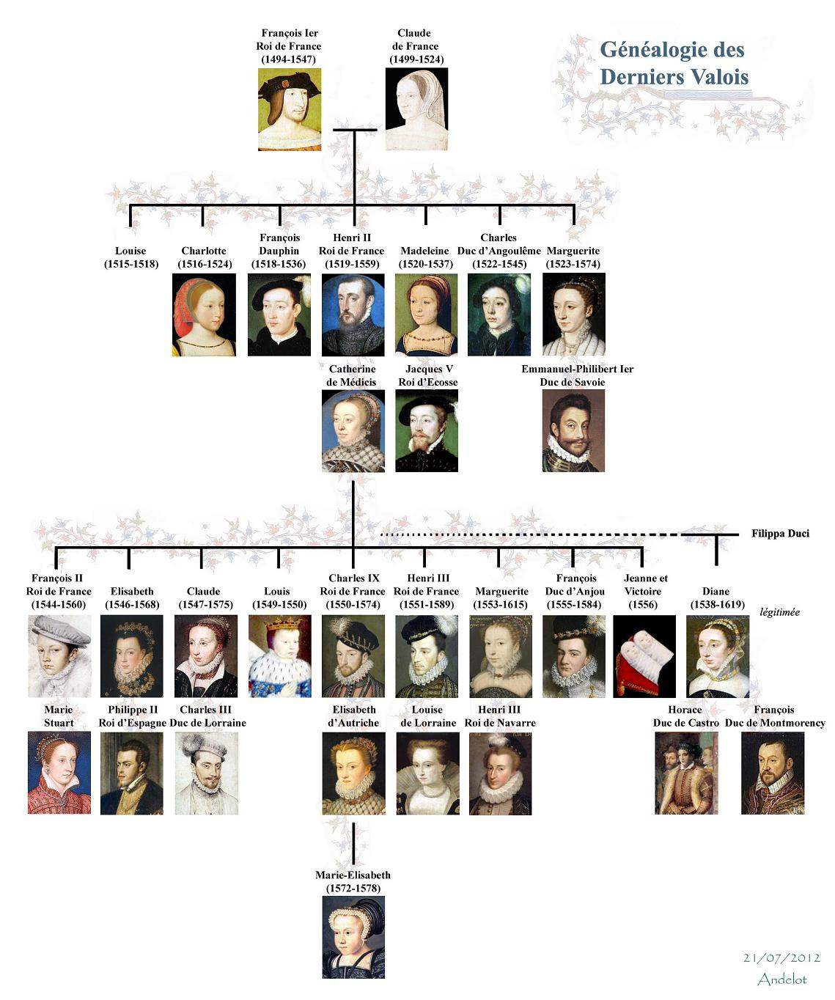 François Ier
Roi de France
(1494-1547)
Claude
de France
(1499-1524)
Généalogie des
Derniers Valois
Louise
(1515-1518)
Charlotte
(1516-1524)
François
Dauphin
(1518-1536)
Henri II
Roi de France
(1519-1559)
Madeleine
(1520-1537)
Charles
Duc d’Angoulême
(1522-1545)
Marguerite
(1523-1574)
Catherine
de Médicis
Jacques V
Roi d’Ecosse
Emmanuel-Philibert Ier
Duc de Savoie
Filippa Duci
François II
Roi de France
(1544-1560)
Elisabeth
(1546-1568)
Claude
(1547-1575)
Louis
(1549-1550)
Charles IX
Roi de France
(1550-1574)
Henri III
Roi de France
(1551-1589)
Marguerite
(1553-1615)
François
Duc d’Anjou
(1555-1584)
Jeanne et
Victoire
(1556)
Diane
(1538-1619)
légitimée
Marie
Stuart
Philippe II
Roi d’Espagne
Charles III
Duc de Lorraine
Elisabeth
d’Autriche
Louise
de Lorraine
Henri III
Roi de Navarre
Horace
Duc de Castro
François
Duc de Montmorency
Marie-Elisabeth
(1572-1578)
21/07/2012
Andelot